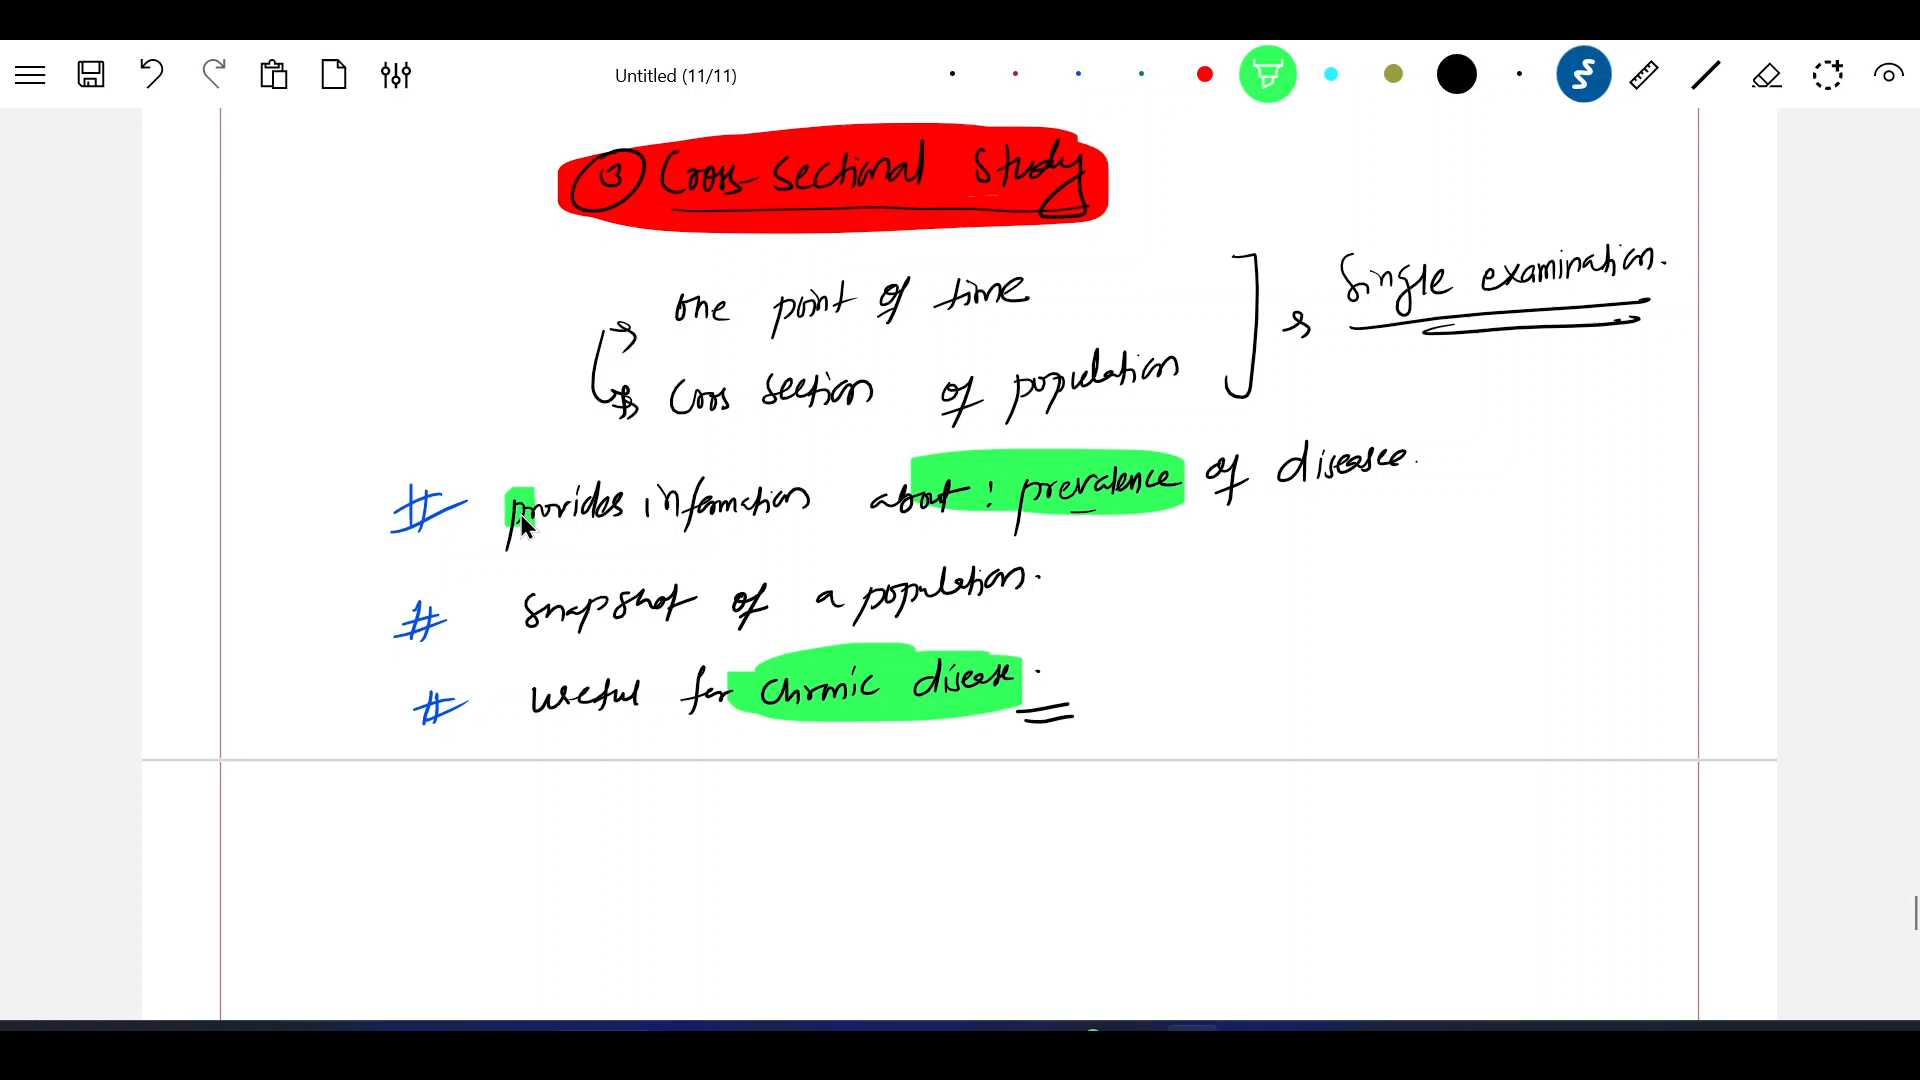 Untitled (11/11)
③ Cross-sectional study
one point of time
Cross section of population
Single examination.
# provides information about : prevalence of disease.
# snapshot of a population.
# useful for chronic disease.